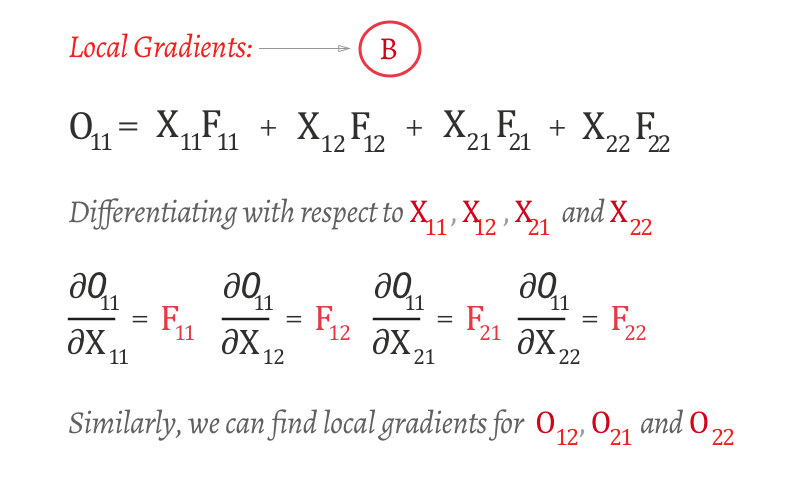 Local Gradients: B
O₁₁ = X₁₁F₁₁ + X₁₂F₁₂ + X₂₁F₂₁ + X₂₂F₂₂
Differentiating with respect to X₁₁, X₁₂, X₂₁ and X₂₂
∂O₁₁/∂X₁₁ = F₁₁ ∂O₁₁/∂X₁₂ = F₁₂ ∂O₁₁/∂X₂₁ = F₂₁ ∂O₁₁/∂X₂₂ = F₂₂
Similarly, we can find local gradients for O₁₂, O₂₁ and O₂₂